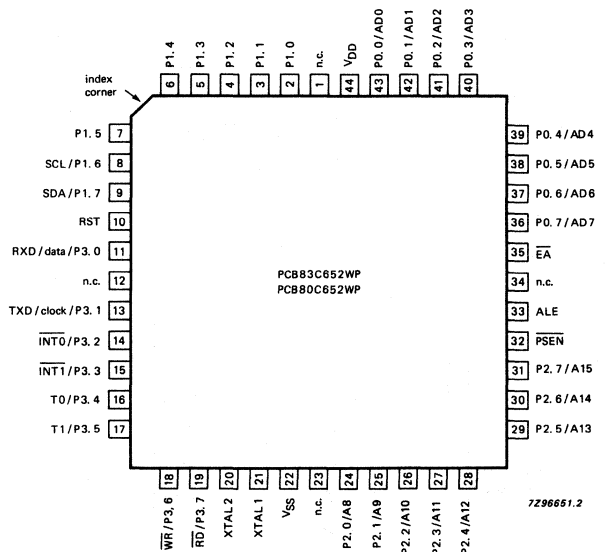 P1.4
P1.3
P1.2
P1.1
P1.0
n.c.
VDD
P0.0/AD0
P0.1/AD1
P0.2/AD2
P0.3/AD3
6
5
4
3
2
1
44
43
42
41
40
index
corner
P1.5 7
SCL/P1.6 8
SDA/P1.7 9
RST 10
RXD/data/P3.0 11
n.c. 12
TXD/clock/P3.1 13
INT0/P3.2 14
INT1/P3.3 15
T0/P3.4 16
T1/P3.5 17
PCB83C652WP
PCB80C652WP
39 P0.4/AD4
38 P0.5/AD5
37 P0.6/AD6
36 P0.7/AD7
35 EA
34 n.c.
33 ALE
32 PSEN
31 P2.7/A15
30 P2.6/A14
29 P2.5/A13
18
19
20
21
22
23
24
25
26
27
28
WR/P3,6
RD/P3.7
XTAL2
XTAL1
VSS
n.c.
P2.0/A8
P2.1/A9
P2.2/A10
P2.3/A11
P2.4/A12
7Z96651.2